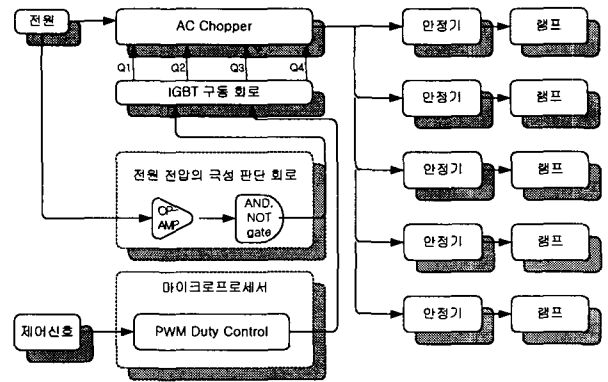 전원
AC Chopper
Q1 Q2 Q3 Q4
IGBT 구동 회로
전원 전압의 극성 판단 회로
OP-
AMP
AND,
NOT
gate
마이크로프로세서
제어신호
PWM Duty Control
안정기 램프
안정기 램프
안정기 램프
안정기 램프
안정기 램프